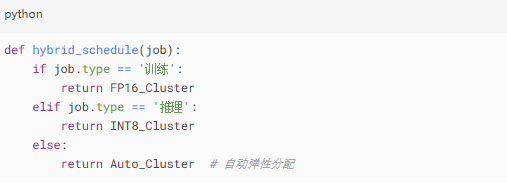 python
def hybrid_schedule(job):
    if job.type == '训练':
        return FP16_Cluster
    elif job.type == '推理':
        return INT8_Cluster
    else:
        return Auto_Cluster  # 自动弹性分配